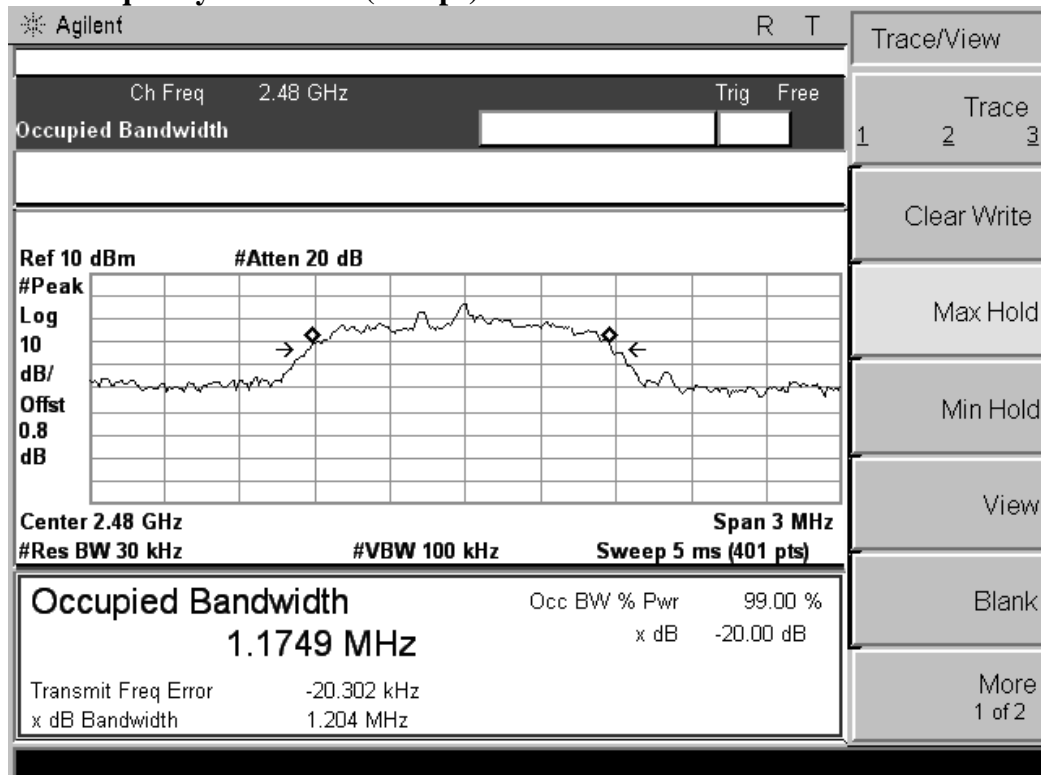 Agilent R T
Ch Freq 2.48 GHz Trig Free
Occupied Bandwidth
Ref 10 dBm #Atten 20 dB
#Peak
Log
10
dB/
Offst
0.8
dB
Center 2.48 GHz Span 3 MHz
#Res BW 30 kHz #VBW 100 kHz Sweep 5 ms (401 pts)
Occupied Bandwidth
1.1749 MHz
Occ BW % Pwr 99.00 %
x dB -20.00 dB
Transmit Freq Error -20.302 kHz
x dB Bandwidth 1.204 MHz
Trace/View
Trace
1 2 3
Clear Write
Max Hold
Min Hold
View
Blank
More
1 of 2